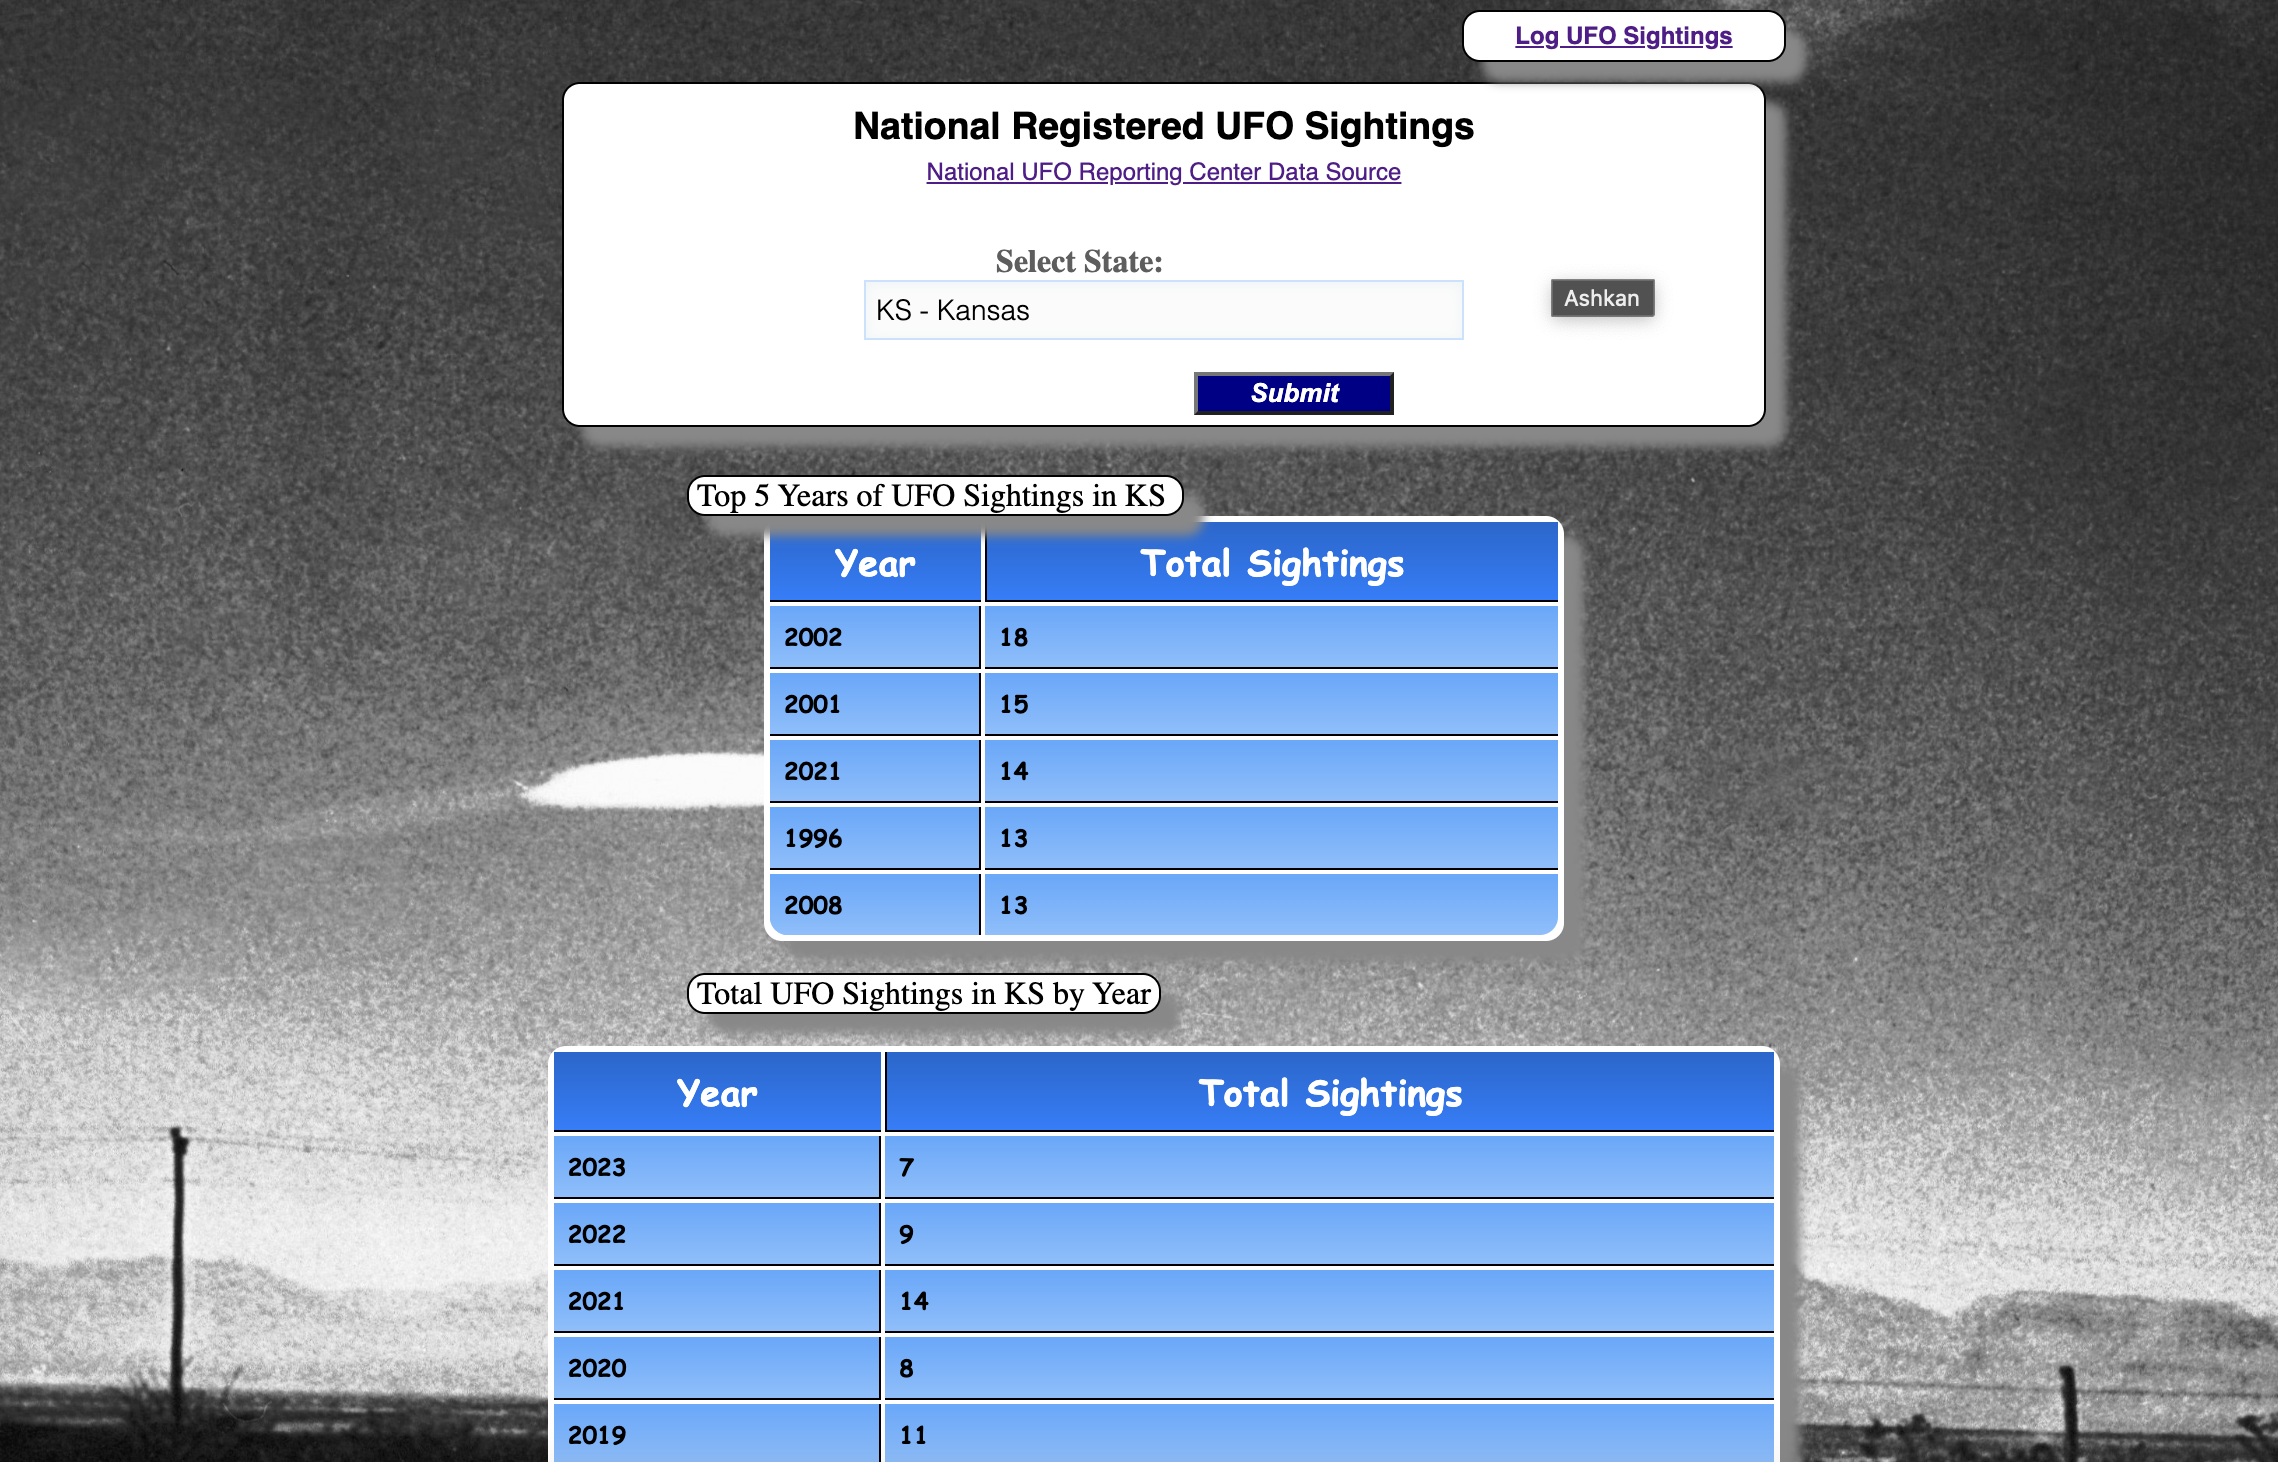 Log UFO Sightings
National Registered UFO Sightings
National UFO Reporting Center Data Source
Select State:
KS - Kansas
Ashkan
Submit
Top 5 Years of UFO Sightings in KS
Year Total Sightings
2002 18
2001 15
2021 14
1996 13
2008 13
Total UFO Sightings in KS by Year
Year Total Sightings
2023 7
2022 9
2021 14
2020 8
2019 11